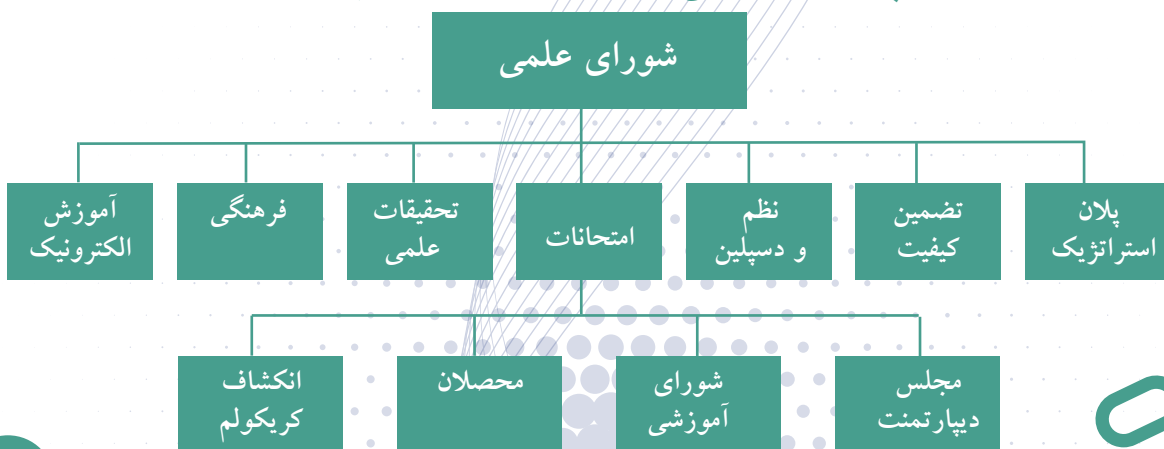 شورای علمی
پلان
استراتژیک
تضمین
کیفیت
نظم
و دسپلین
امتحانات
تحقیقات
علمی
فرهنگی
آموزش
الکترونیک
مجلس
دیپارتمنت
شورای
آموزشی
محصلان
انکشاف
کریکولم